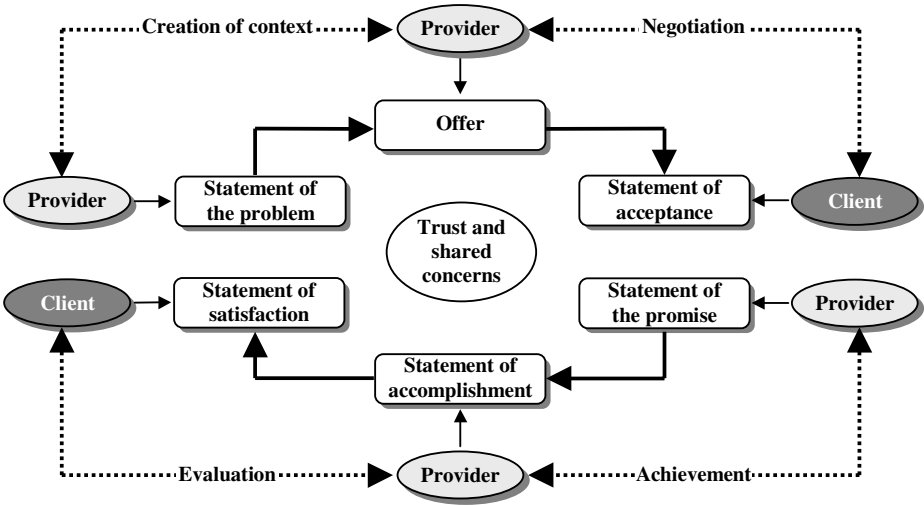 Creation of context
Provider
Negotiation
Offer
Provider
Statement of
the problem
Statement of
acceptance
Client
Trust and
shared
concerns
Client
Statement of
satisfaction
Statement of
the promise
Provider
Statement of
accomplishment
Evaluation
Provider
Achievement